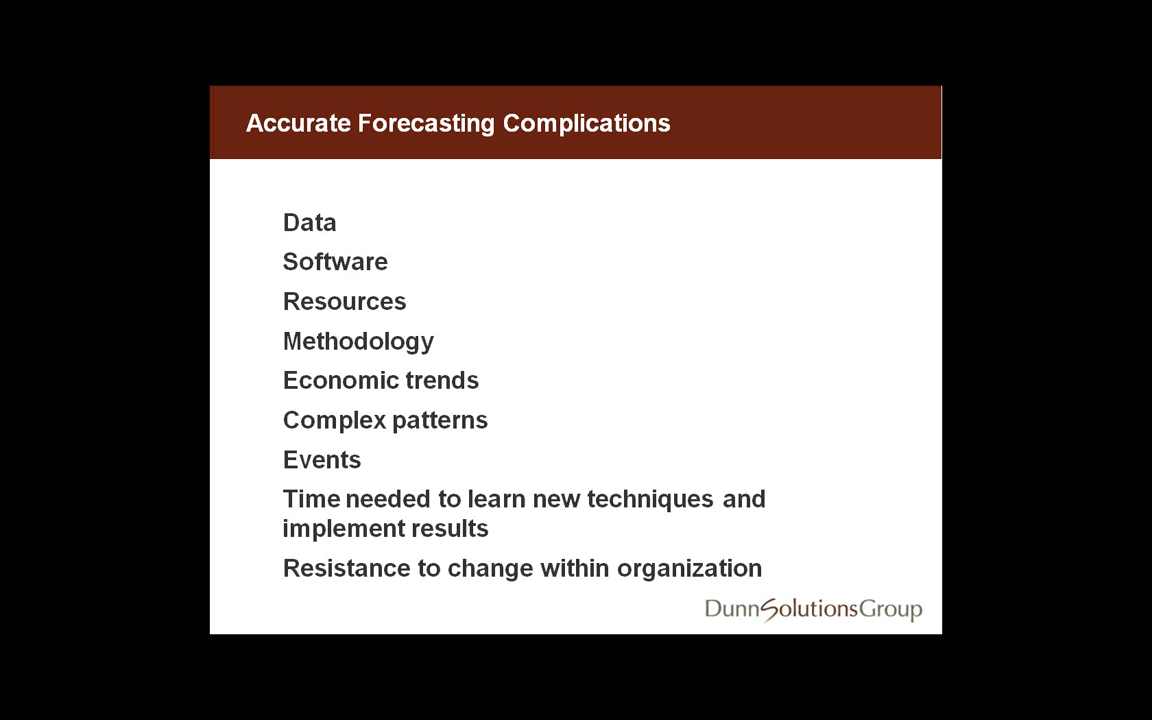 Accurate Forecasting Complications
Data
Software
Resources
Methodology
Economic trends
Complex patterns
Events
Time needed to learn new techniques and
implement results
Resistance to change within organization
DunnSolutionsGroup